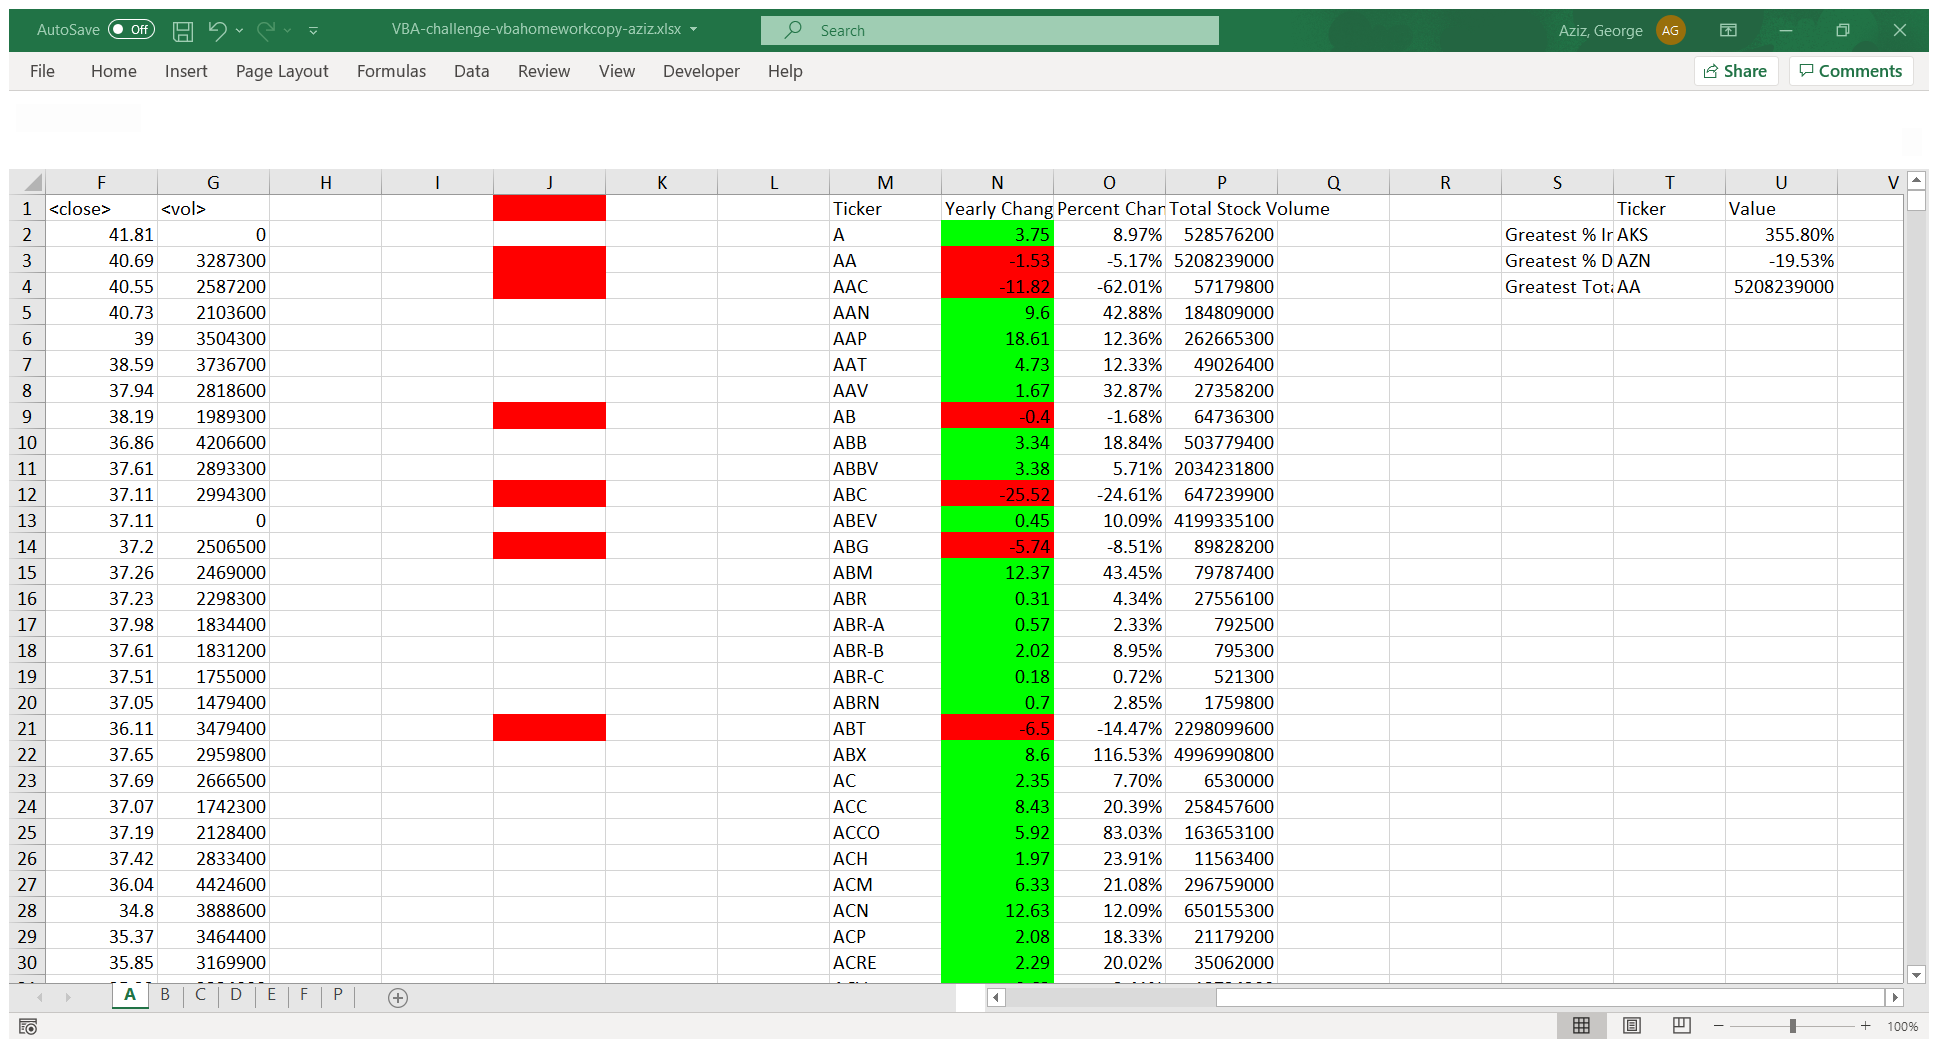 AutoSave Off VBA-challenge-vbahomeworkcopy-aziz.xlsx Search Aziz, George AG
File Home Insert Page Layout Formulas Data Review View Developer Help Share Comments
F G H I J K L M N O P Q R S T U V
1 <close> <vol> Ticker Yearly Chang Percent Char Total Stock Volume Ticker Value
2 41.81 0 A 3.75 8.97% 528576200 Greatest % In AKS 355.80%
3 40.69 3287300 AA -1.53 -5.17% 5208239000 Greatest % D AZN -19.53%
4 40.55 2587200 AAC -11.82 -62.01% 57179800 Greatest Tota AA 5208239000
5 40.73 2103600 AAN 9.6 42.88% 184809000
6 39 3504300 AAP 18.61 12.36% 262665300
7 38.59 3736700 AAT 4.73 12.33% 49026400
8 37.94 2818600 AAV 1.67 32.87% 27358200
9 38.19 1989300 AB -0.4 -1.68% 64736300
10 36.86 4206600 ABB 3.34 18.84% 503779400
11 37.61 2893300 ABBV 3.38 5.71% 2034231800
12 37.11 2994300 ABC -25.52 -24.61% 647239900
13 37.11 0 ABEV 0.45 10.09% 4199335100
14 37.2 2506500 ABG -5.74 -8.51% 89828200
15 37.26 2469000 ABM 12.37 43.45% 79787400
16 37.23 2298300 ABR 0.31 4.34% 27556100
17 37.98 1834400 ABR-A 0.57 2.33% 792500
18 37.61 1831200 ABR-B 2.02 8.95% 795300
19 37.51 1755000 ABR-C 0.18 0.72% 521300
20 37.05 1479400 ABRN 0.7 2.85% 1759800
21 36.11 3479400 ABT -6.5 -14.47% 2298099600
22 37.65 2959800 ABX 8.6 116.53% 4996990800
23 37.69 2666500 AC 2.35 7.70% 6530000
24 37.07 1742300 ACC 8.43 20.39% 258457600
25 37.19 2128400 ACCO 5.92 83.03% 163653100
26 37.42 2833400 ACH 1.97 23.91% 11563400
27 36.04 4424600 ACM 6.33 21.08% 296759000
28 34.8 3888600 ACN 12.63 12.09% 650155300
29 35.37 3464400 ACP 2.08 18.33% 21179200
30 35.85 3169900 ACRE 2.29 20.02% 35062000
A B C D E F P
100%